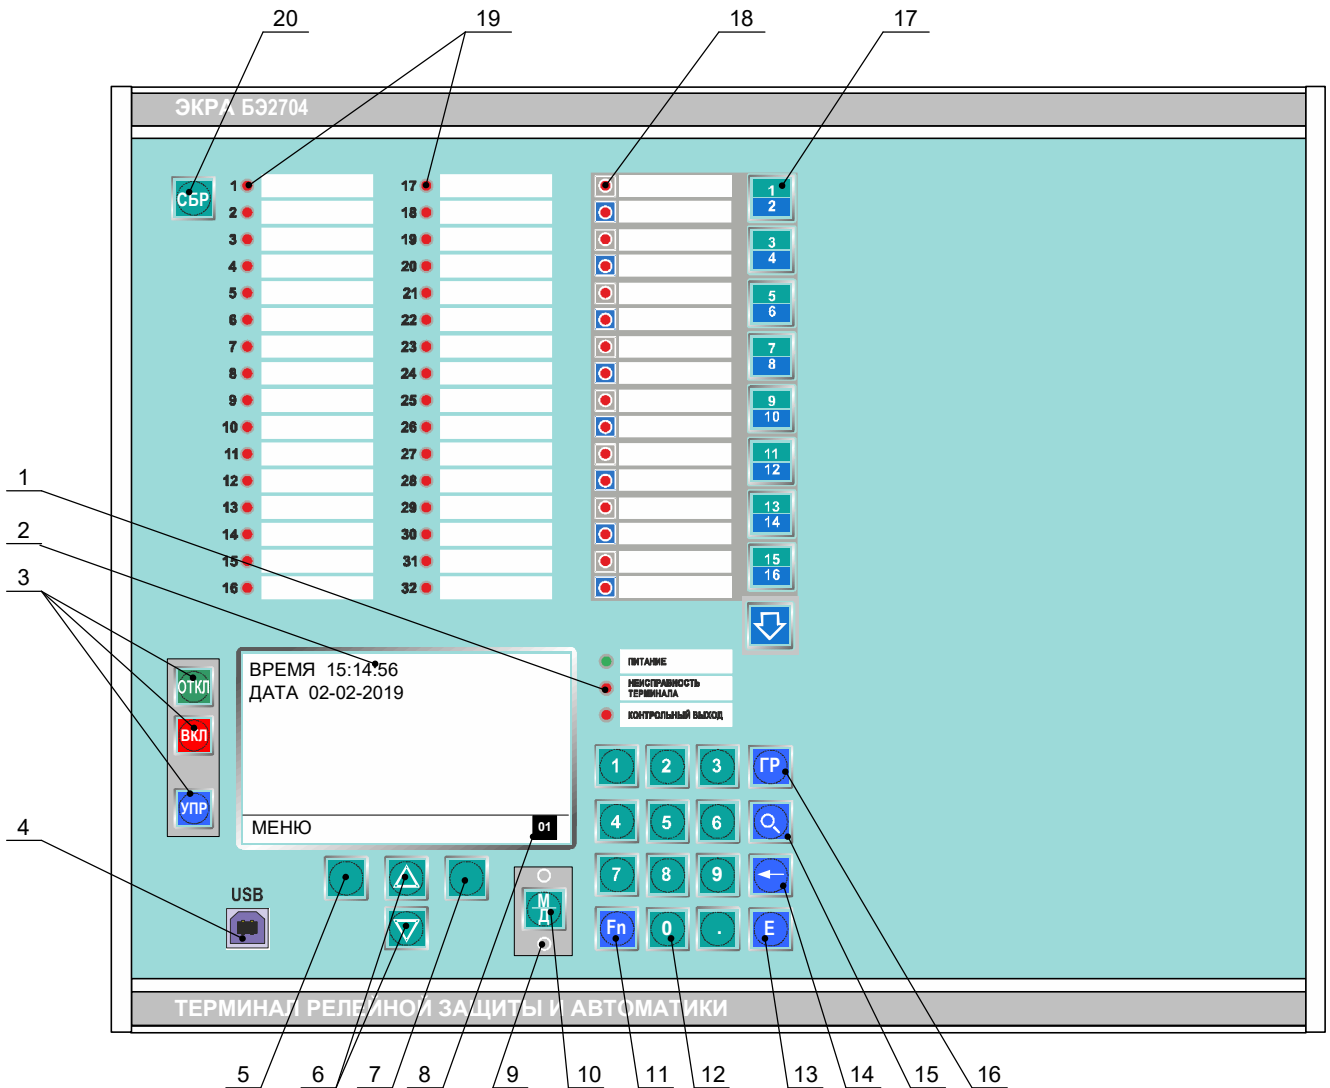 20 19 18 17
ЭКРА БЭ2704
СБР
1 17
2 18
3 19
4 20
5 21
6 22
7 23
8 24
9 25
10 26
11 27
12 28
13 29
14 30
15 31
16 32
1
2
3
4
5
6
7
8
9
10
11
12
13
14
15
16
1
2
3
4
ОТКЛ
ВКЛ
УПР
ВРЕМЯ 15:14:56
ДАТА 02-02-2019
МЕНЮ 01
ПИТАНИЕ
НЕИСПРАВНОСТЬ
ТЕРМИНАЛА
КОНТРОЛЬНЫЙ ВЫХОД
1 2 3 ГР
4 5 6
7 8 9
Fn 0 . E
USB
М
Д
ТЕРМИНАЛ РЕЛЕЙНОЙ ЗАЩИТЫ И АВТОМАТИКИ
5 6 7 8 9 10 11 12 13 14 15 16